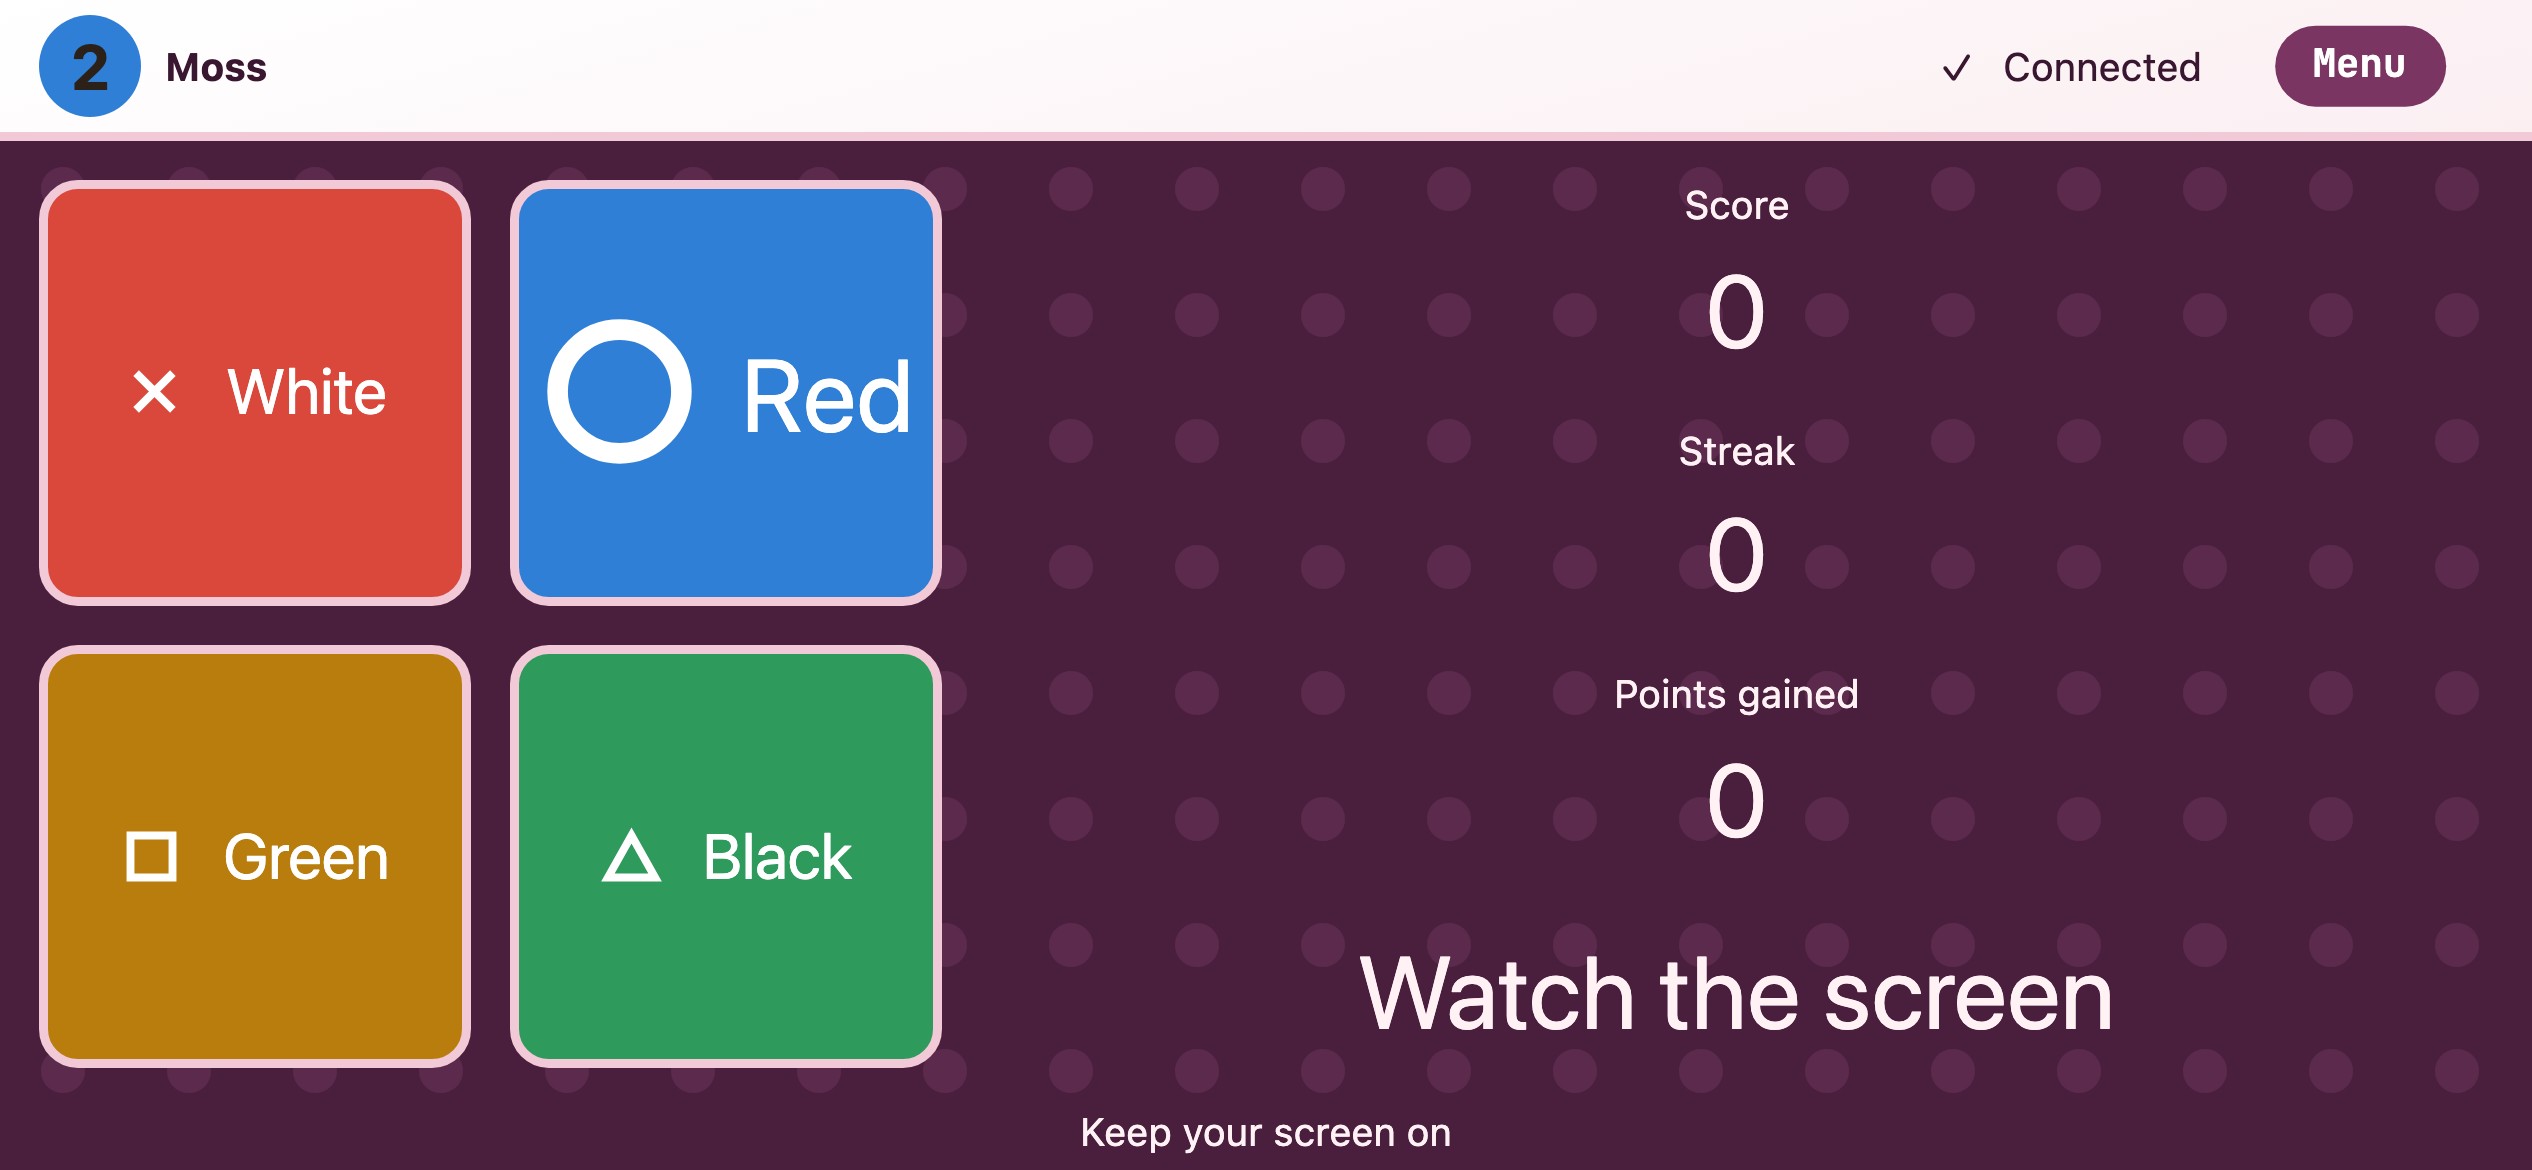 2 Moss
✓ Connected
Menu
White
Red
Green
Black
Score
0
Streak
0
Points gained
0
Watch the screen
Keep your screen on